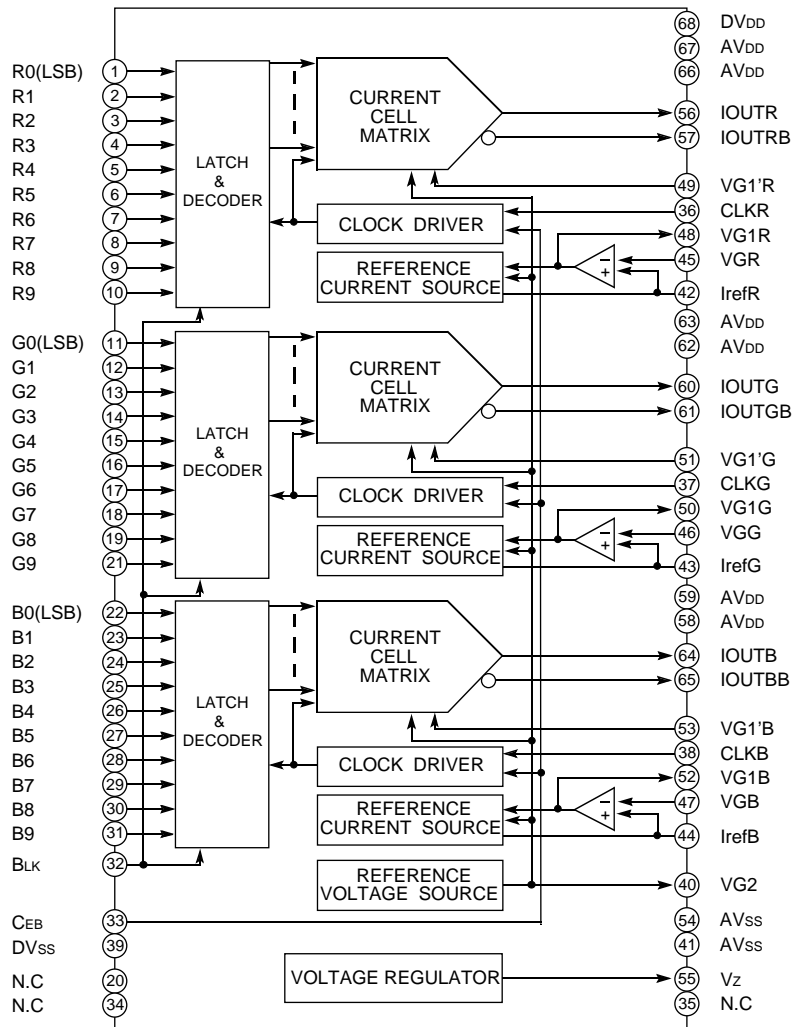 68 DVDD
67 AVDD
66 AVDD
R0(LSB) 1
R1 2
R2 3
R3 4
R4 5
R5 6
R6 7
R7 8
R8 9
R9 10
LATCH
&
DECODER
CURRENT
CELL
MATRIX
CLOCK DRIVER
REFERENCE
CURRENT SOURCE
− +
56 IOUTR
57 IOUTRB
49 VG1'R
36 CLKR
48 VG1R
45 VGR
42 IrefR
63 AVDD
62 AVDD
G0(LSB) 11
G1 12
G2 13
G3 14
G4 15
G5 16
G6 17
G7 18
G8 19
G9 21
LATCH
&
DECODER
CURRENT
CELL
MATRIX
CLOCK DRIVER
REFERENCE
CURRENT SOURCE
− +
60 IOUTG
61 IOUTGB
51 VG1'G
37 CLKG
50 VG1G
46 VGG
43 IrefG
59 AVDD
58 AVDD
B0(LSB) 22
B1 23
B2 24
B3 25
B4 26
B5 27
B6 28
B7 29
B8 30
B9 31
BLK 32
LATCH
&
DECODER
CURRENT
CELL
MATRIX
CLOCK DRIVER
REFERENCE
CURRENT SOURCE
− +
64 IOUTB
65 IOUTBB
53 VG1'B
38 CLKB
52 VG1B
47 VGB
44 IrefB
REFERENCE
VOLTAGE SOURCE
40 VG2
CEB 33
54 AVSS
DVSS 39
41 AVSS
N.C 20
VOLTAGE REGULATOR
55 VZ
N.C 34
35 N.C